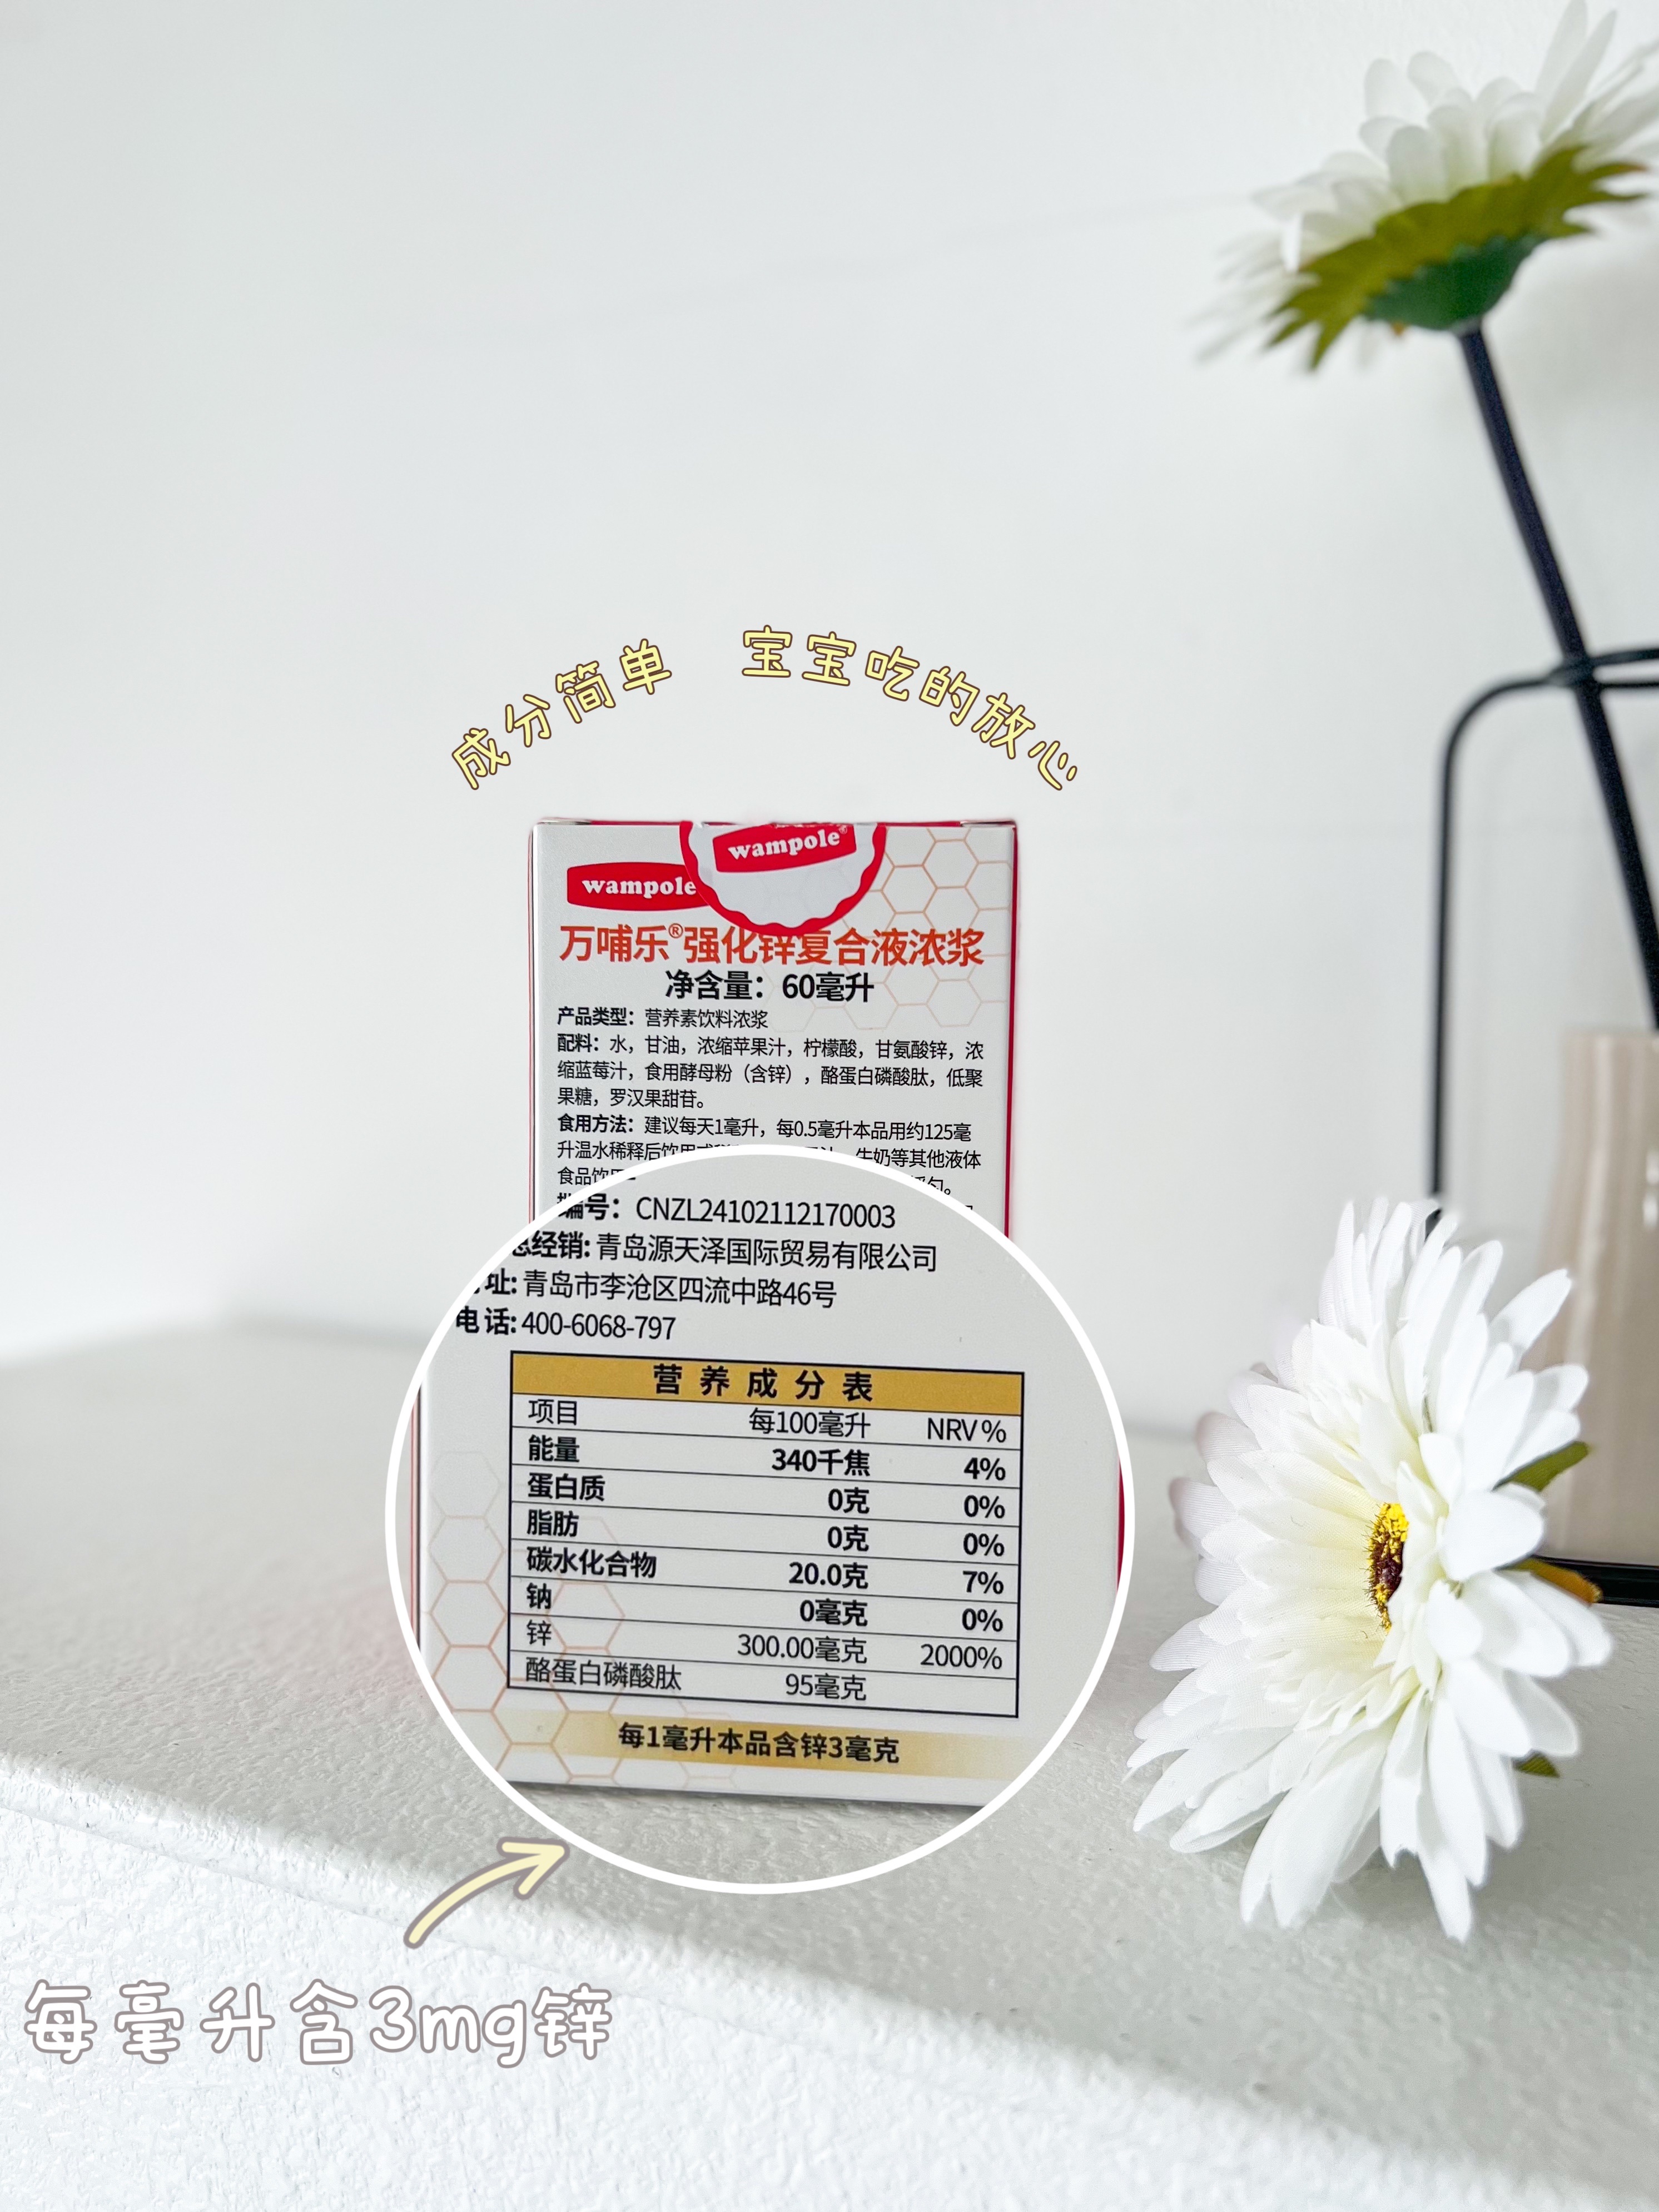 成分简单 宝宝吃的放心
wampole
wampole
万哺乐®强化锌复合液浓浆
净含量：60毫升
产品类型：营养素饮料浓浆
配料：水，甘油，浓缩苹果汁，柠檬酸，甘氨酸锌，浓
缩蓝莓汁，食用酵母粉（含锌），酪蛋白磷酸肽，低聚
果糖，罗汉果甜苷。
食用方法：建议每天1毫升，每0.5毫升本品用约125毫
升温水稀释后饮用 牛奶等其他液体
食品饮
编号：CNZL24102112170003
经销: 青岛源天泽国际贸易有限公司
址: 青岛市李沧区四流中路46号
电 话: 400-6068-797
营养成分表
项目 每100毫升 NRV%
能量 340千焦 4%
蛋白质 0克 0%
脂肪 0克 0%
碳水化合物 20.0克 7%
钠 0毫克 0%
锌 300.00毫克 2000%
酪蛋白磷酸肽 95毫克
每1毫升本品含锌3毫克
每毫升含3mg锌